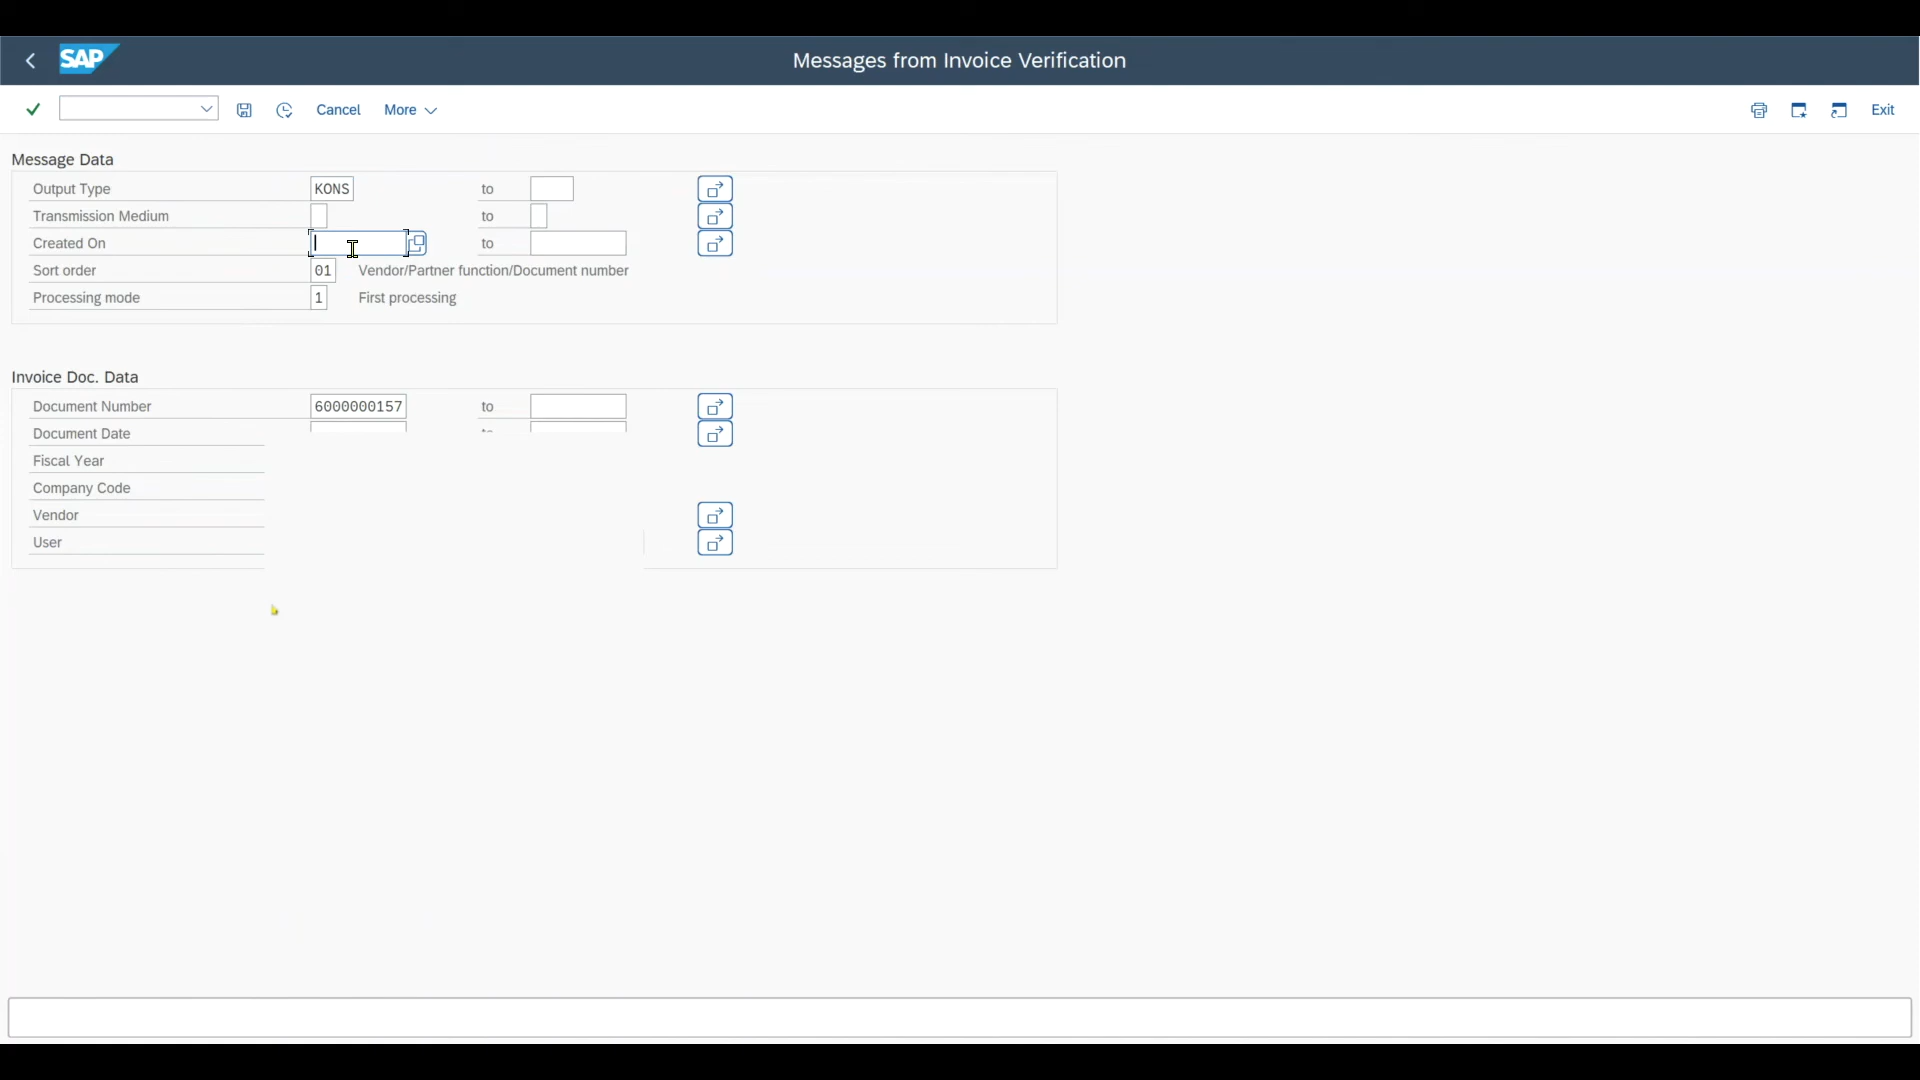 SAP Messages from Invoice Verification
Cancel More Exit
Message Data
Output Type KONS to
Transmission Medium to
Created On to
Sort order 01 Vendor/Partner function/Document number
Processing mode 1 First processing
Invoice Doc. Data
Document Number 6000000157 to
Document Date
Fiscal Year
Company Code
Vendor
User